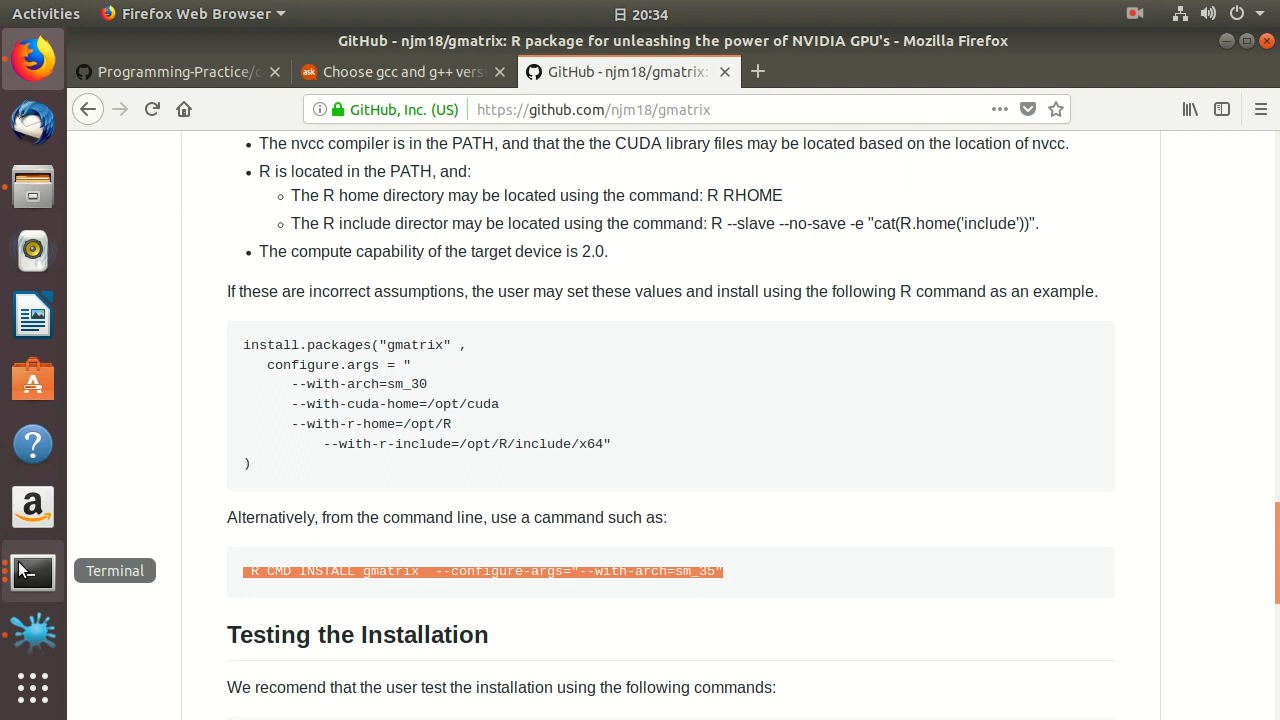 Activities
Firefox Web Browser
日 20:34
GitHub - njm18/gmatrix: R package for unleashing the power of NVIDIA GPU's - Mozilla Firefox
Programming-Practice/c
ask
Choose gcc and g++ versi
GitHub - njm18/gmatrix:
GitHub, Inc. (US)
https://github.com/njm18/gmatrix
The nvcc compiler is in the PATH, and that the the CUDA library files may be located based on the location of nvcc.
R is located in the PATH, and:
The R home directory may be located using the command: R RHOME
The R include director may be located using the command: R --slave --no-save -e "cat(R.home('include'))".
The compute capability of the target device is 2.0.
If these are incorrect assumptions, the user may set these values and install using the following R command as an example.
install.packages("gmatrix" ,
configure.args = "
--with-arch=sm_30
--with-cuda-home=/opt/cuda
--with-r-home=/opt/R
--with-r-include=/opt/R/include/x64"
)
Alternatively, from the command line, use a cammand such as:
R CMD INSTALL gmatrix  --configure-args="--with-arch=sm_35"
Terminal
Testing the Installation
We recomend that the user test the installation using the following commands: